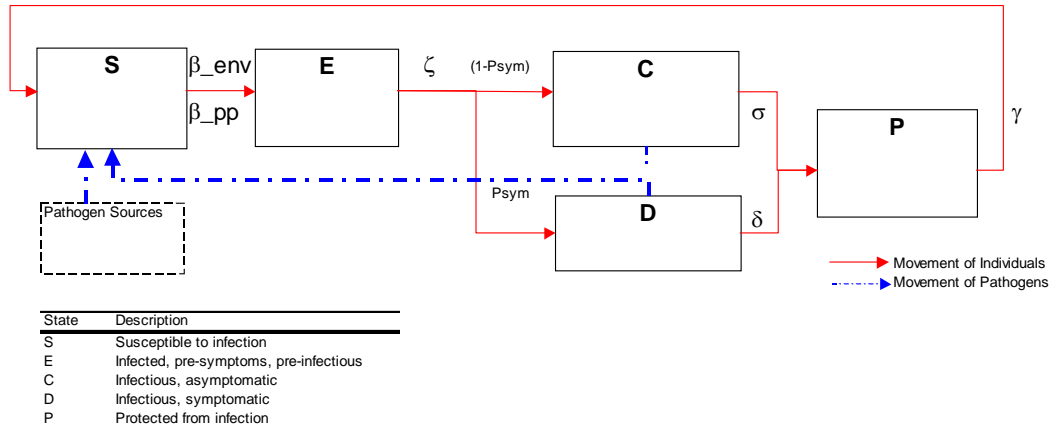 S
β_env
β_pp
E
ζ
(1-Psym)
C
σ
P
γ
Psym
D
δ
Pathogen Sources
Movement of Individuals
Movement of Pathogens
State Description
S Susceptible to infection
E Infected, pre-symptoms, pre-infectious
C Infectious, asymptomatic
D Infectious, symptomatic
P Protected from infection